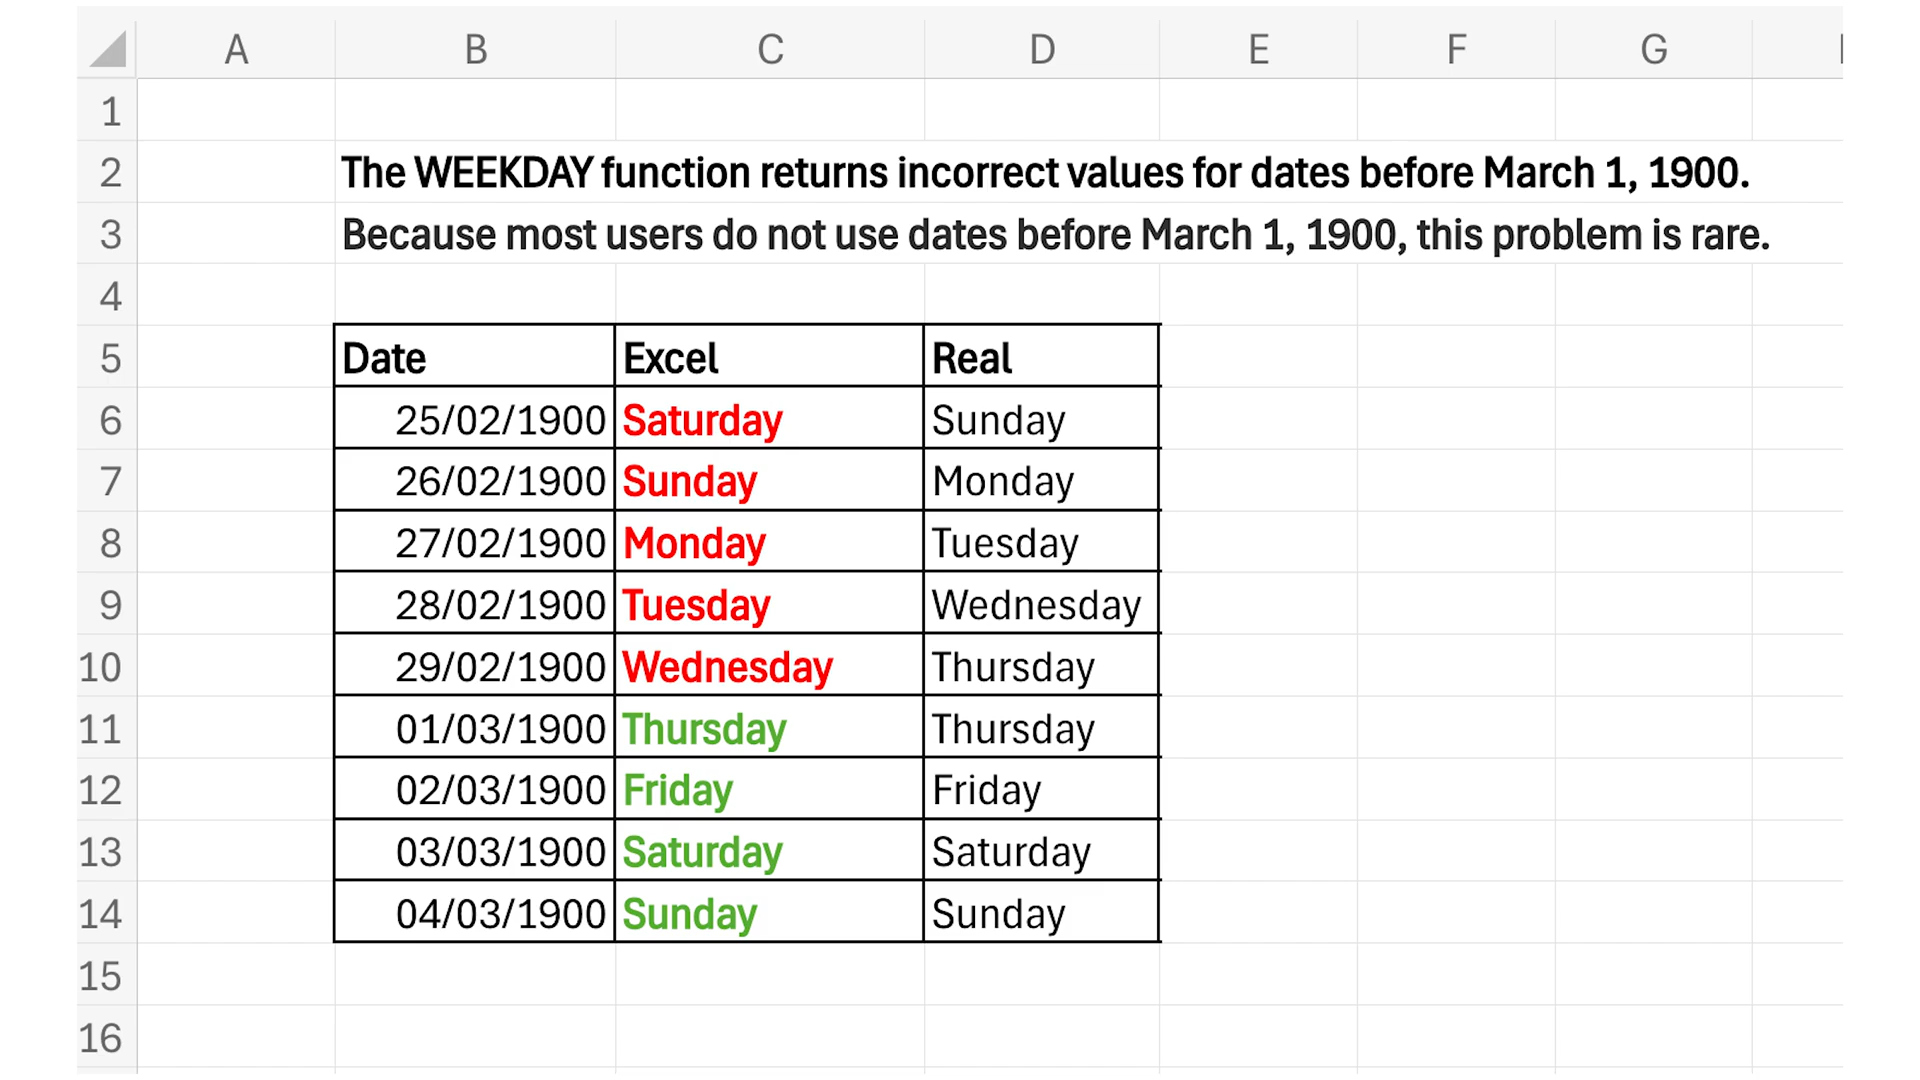 A B C D E F G
1
2 The WEEKDAY function returns incorrect values for dates before March 1, 1900.
3 Because most users do not use dates before March 1, 1900, this problem is rare.
4
5 Date Excel Real
6 25/02/1900 Saturday Sunday
7 26/02/1900 Sunday Monday
8 27/02/1900 Monday Tuesday
9 28/02/1900 Tuesday Wednesday
10 29/02/1900 Wednesday Thursday
11 01/03/1900 Thursday Thursday
12 02/03/1900 Friday Friday
13 03/03/1900 Saturday Saturday
14 04/03/1900 Sunday Sunday
15
16